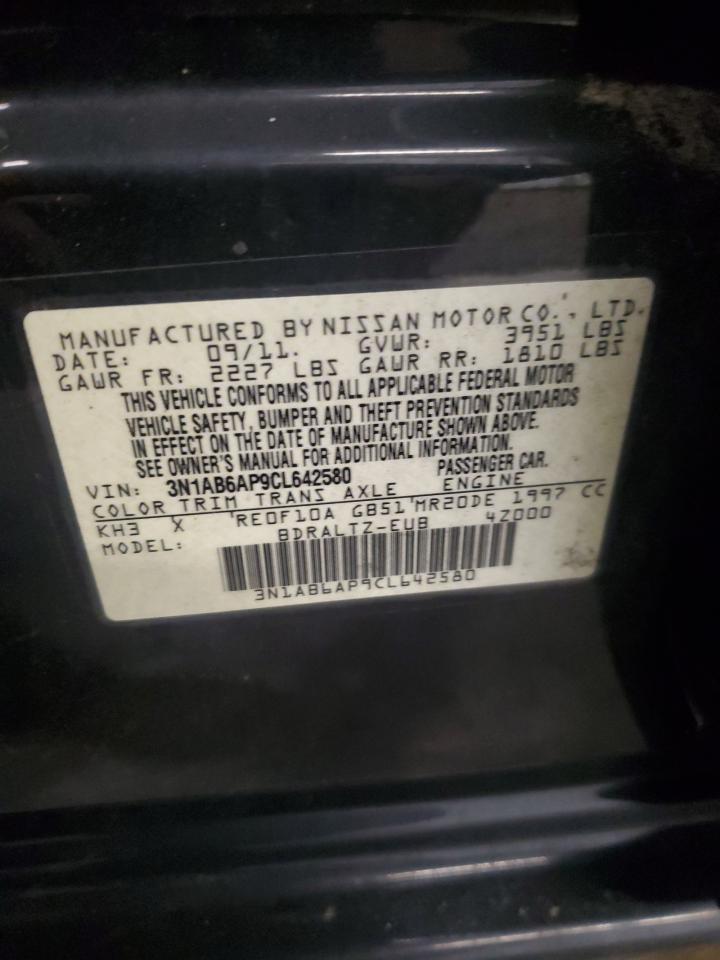 MANUFACTURED BY NISSAN MOTOR CO., LTD.
DATE: 09/11. GVWR: 3951 LBS
GAWR FR: 2227 LBS GAWR RR: 1810 LBS
THIS VEHICLE CONFORMS TO ALL APPLICABLE FEDERAL MOTOR
VEHICLE SAFETY, BUMPER AND THEFT PREVENTION STANDARDS
IN EFFECT ON THE DATE OF MANUFACTURE SHOWN ABOVE.
SEE OWNER'S MANUAL FOR ADDITIONAL INFORMATION.
VIN: 3N1AB6AP9CL642580 PASSENGER CAR.
COLOR TRIM TRANS AXLE ENGINE
KH3 X RE0F10A GB51 MR20DE 1997 CC
MODEL: BDRALTZ-EUB 4Z000
3N1AB6AP9CL642580